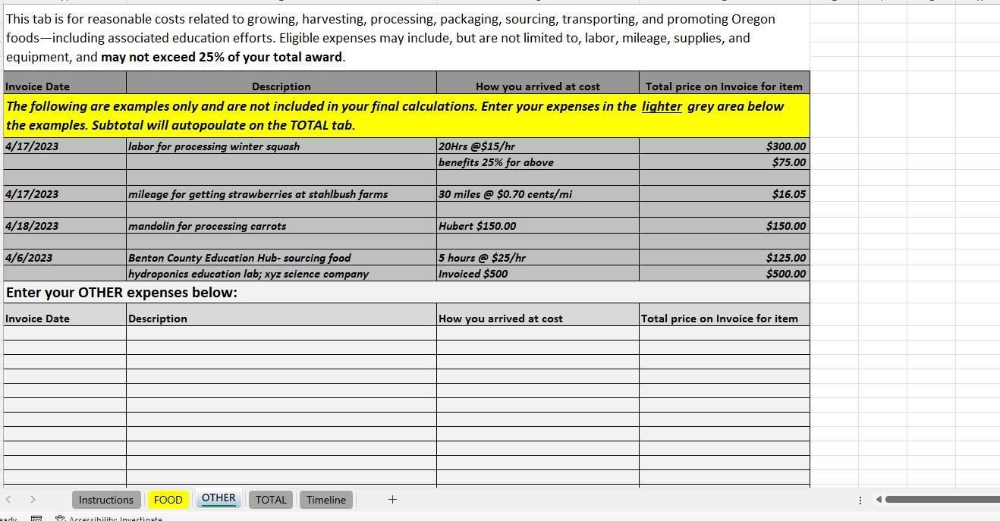 This tab is for reasonable costs related to growing, harvesting, processing, packaging, sourcing, transporting, and promoting Oregon
foods—including associated education efforts. Eligible expenses may include, but are not limited to, labor, mileage, supplies, and
equipment, and may not exceed 25% of your total award.
Invoice Date Description How you arrived at cost Total price on Invoice for item
The following are examples only and are not included in your final calculations. Enter your expenses in the lighter grey area below
the examples. Subtotal will autopoulate on the TOTAL tab.
4/17/2023 labor for processing winter squash 20Hrs @$15/hr $300.00
benefits 25% for above $75.00
4/17/2023 mileage for getting strawberries at stahlbush farms 30 miles @ $0.70 cents/mi $16.05
4/18/2023 mandolin for processing carrots Hubert $150.00 $150.00
4/6/2023 Benton County Education Hub- sourcing food 5 hours @ $25/hr $125.00
hydroponics education lab; xyz science company Invoiced $500 $500.00
Enter your OTHER expenses below:
Invoice Date Description How you arrived at cost Total price on Invoice for item
Instructions FOOD OTHER TOTAL Timeline
Accessibility: Investigate